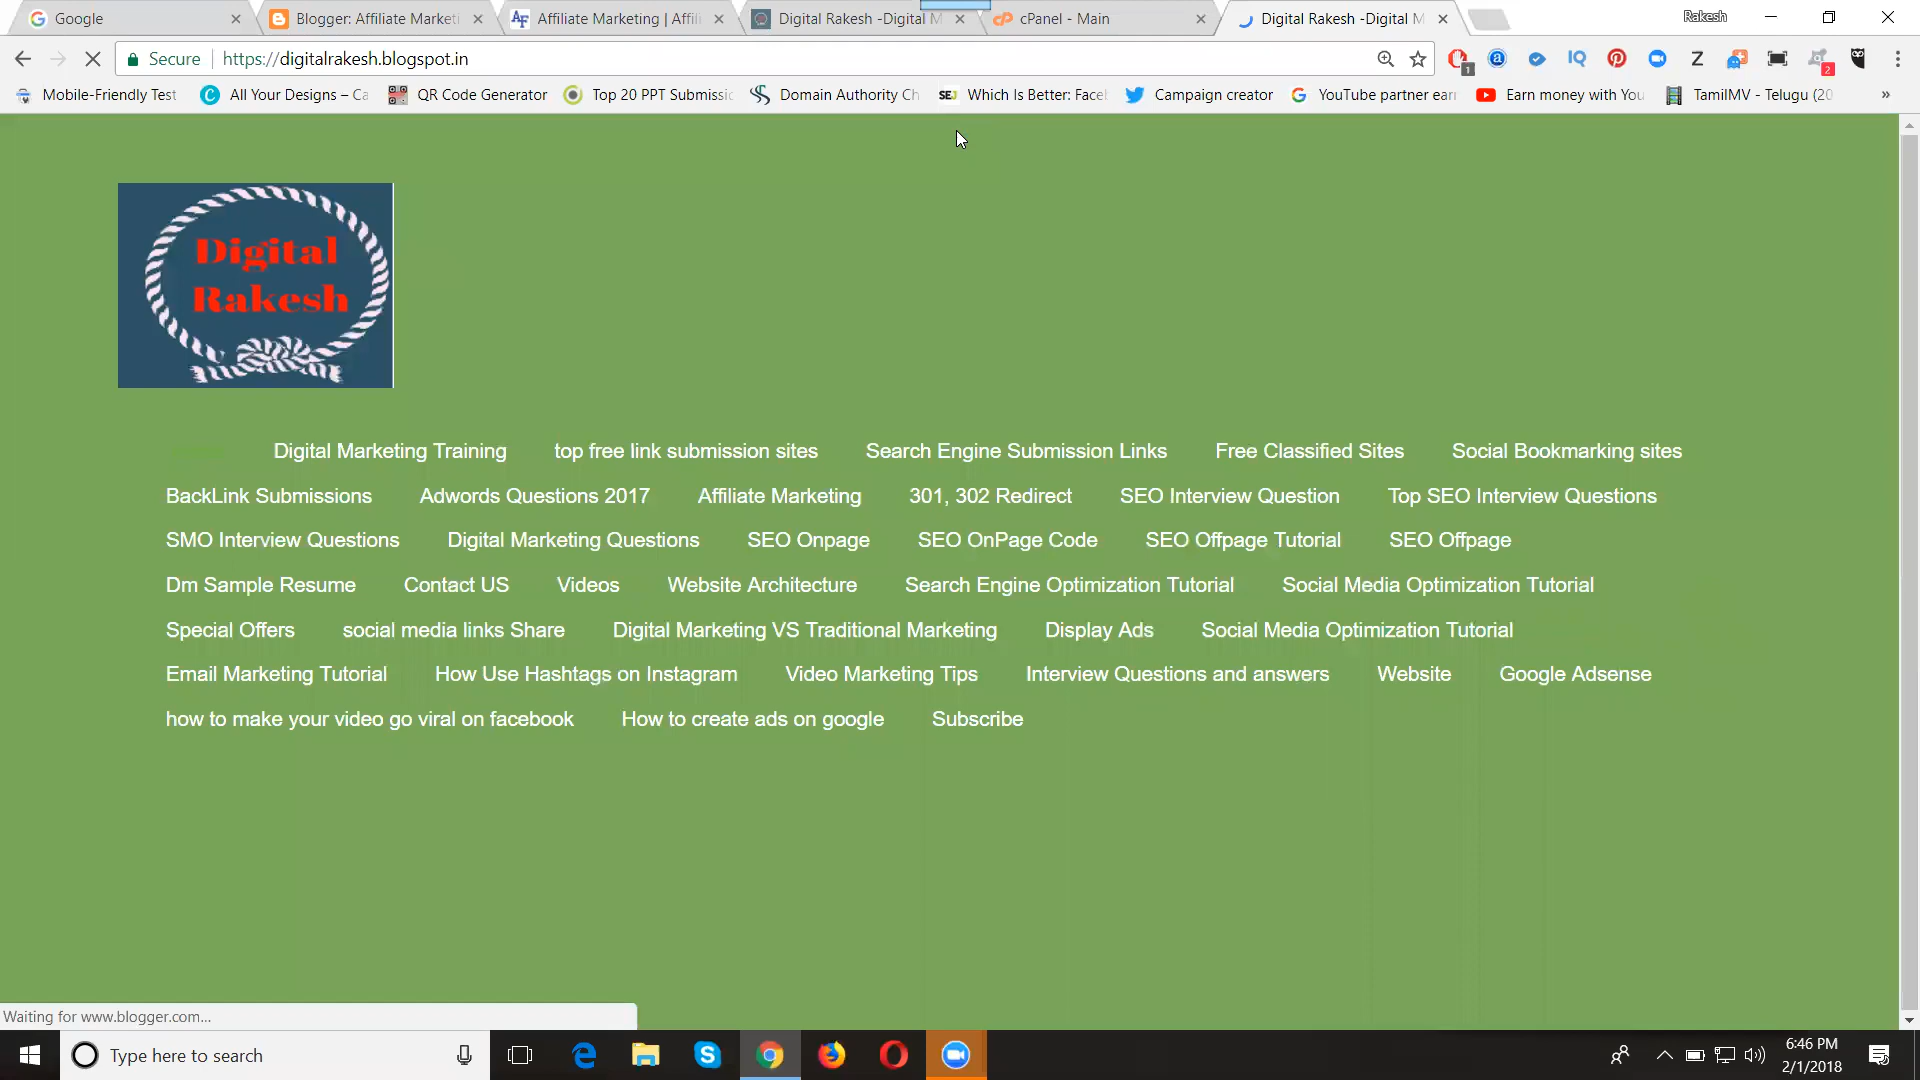 Google
Blogger: Affiliate Marketi
Affiliate Marketing | Affili
Digital Rakesh -Digital M
cPanel - Main
Digital Rakesh -Digital M
Rakesh
Secure https://digitalrakesh.blogspot.in
Mobile-Friendly Test
All Your Designs – Ca
QR Code Generator
Top 20 PPT Submissic
Domain Authority Ch
Which Is Better: Face
Campaign creator
YouTube partner earn
Earn money with You
TamilMV - Telugu (20
Digital
Rakesh
Digital Marketing Training top free link submission sites Search Engine Submission Links Free Classified Sites Social Bookmarking sites
BackLink Submissions Adwords Questions 2017 Affiliate Marketing 301, 302 Redirect SEO Interview Question Top SEO Interview Questions
SMO Interview Questions Digital Marketing Questions SEO Onpage SEO OnPage Code SEO Offpage Tutorial SEO Offpage
Dm Sample Resume Contact US Videos Website Architecture Search Engine Optimization Tutorial Social Media Optimization Tutorial
Special Offers social media links Share Digital Marketing VS Traditional Marketing Display Ads Social Media Optimization Tutorial
Email Marketing Tutorial How Use Hashtags on Instagram Video Marketing Tips Interview Questions and answers Website Google Adsense
how to make your video go viral on facebook How to create ads on google Subscribe
Waiting for www.blogger.com...
Type here to search
6:46 PM
2/1/2018